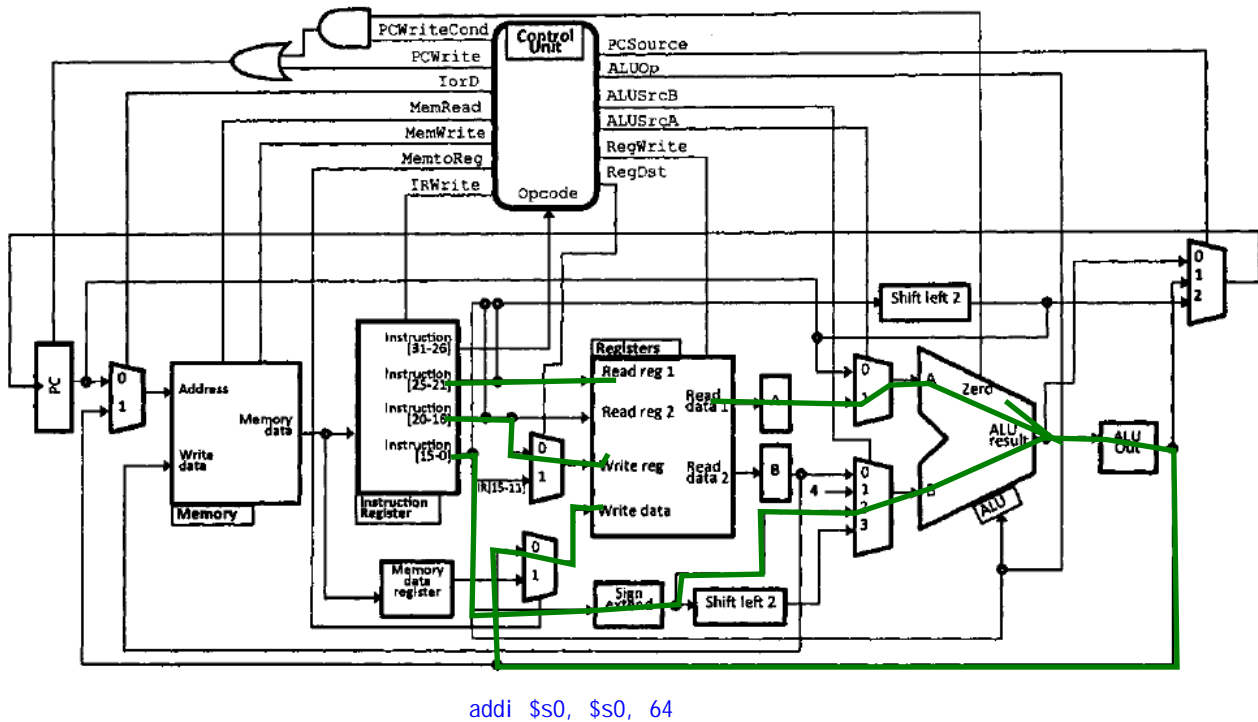 PCWriteCond
PCWrite
IorD
MemRead
MemWrite
MemtoReg
IRWrite
Control
Unit
Opcode
PCSource
ALUOp
ALUSrcB
ALUSrcA
RegWrite
RegDst
PC
0
1
Address
Write
data
Memory
data
Memory
Instruction
[31-26]
Instruction
[25-21
Instruction
[20-16]
Instruction
[15-0]
Instruction
Register
Memory
data
register
0
1
IR[15-11]
0
1
Registers
Read reg 1
Read reg 2
Write reg
Write data
Read
data 1
Read
data 2
Sign
extend
Shift left 2
Shift left 2
A
B
0
1
4
0
1
2
3
A
B
Zero
ALU
result
ALU
ALU
Out
0
1
2
addi $s0, $s0, 64